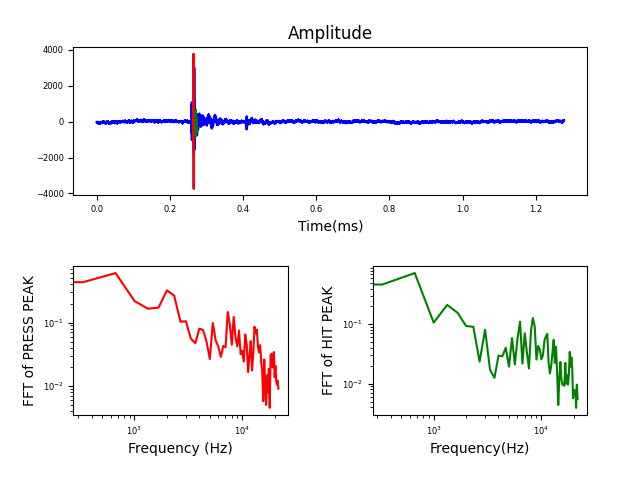 Amplitude
4000
2000
0
−2000
−4000
0.0 0.2 0.4 0.6 0.8 1.0 1.2
Time(ms)
FFT of PRESS PEAK
10⁻¹
10⁻²
10³ 10⁴
Frequency (Hz)
FFT of HIT PEAK
10⁻¹
10⁻²
10³ 10⁴
Frequency(Hz)